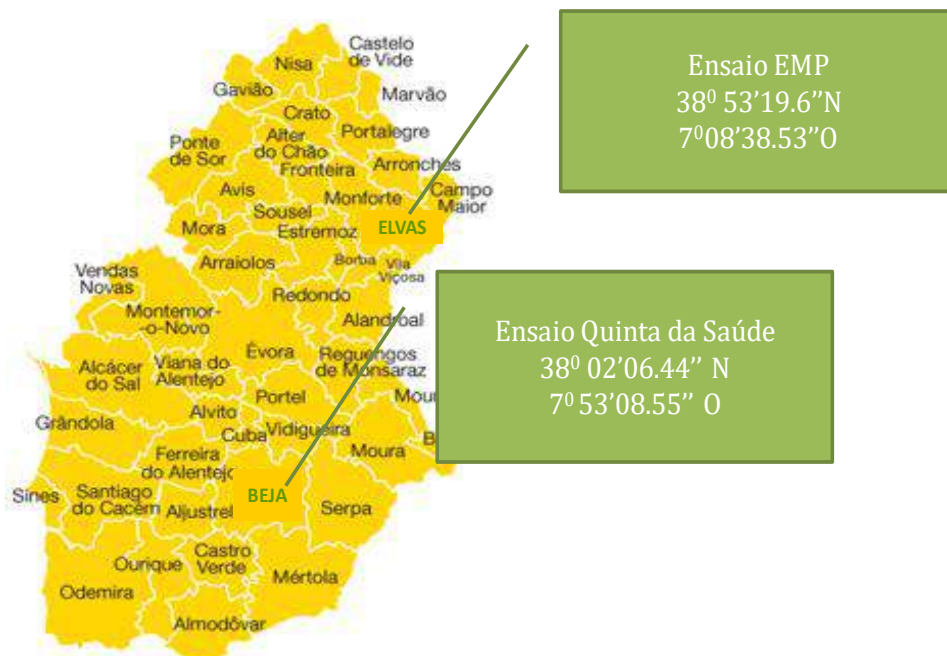 Castelo
de Vide
Nisa
Gavião
Marvão
Crato
Ponte
de Sor
Alter
do Chão
Portalegre
Fronteira
Arronches
Avis
Monforte
Campo
Maior
Sousel
Mora
Estremoz
ELVAS
Arraiolos
Borba
Vila
Viçosa
Vendas
Novas
Redondo
Montemor-
-o-Novo
Alandroal
Évora
Reguengos
de Monsaraz
Alcácer
do Sal
Viana do
Alentejo
Portel
Mou
Grândola
Alvito
Cuba
Vidigueira
B
Moura
Ferreira
do Alentejo
Sines
Santiago
do Cacém
Aljustrel
BEJA
Serpa
Ourique
Castro
Verde
Mértola
Odemira
Almodôvar
Ensaio EMP
38⁰ 53’19.6’’N
7⁰08’38.53’’O
Ensaio Quinta da Saúde
38⁰ 02’06.44’’ N
7⁰ 53’08.55’’ O